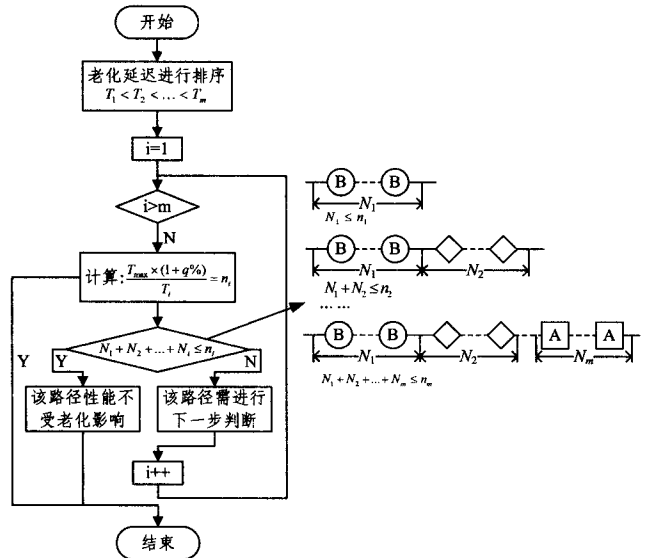 开始
老化延迟进行排序
T₁ < T₂ < … < Tₘ
i=1
i>m
N
计算: Tₘₐₓ×(1+q%) / Tᵢ = nᵢ
N₁+N₂+…+Nᵢ≤nᵢ
Y
Y
N
该路径性能不
受老化影响
该路径需进行
下一步判断
i++
结束
B B
N₁
N₁ ≤ n₁
B B
N₁ N₂
N₁+N₂≤n₂
… …
B B A A
N₁ N₂ Nₘ
N₁+N₂+…+Nₘ≤nₘ